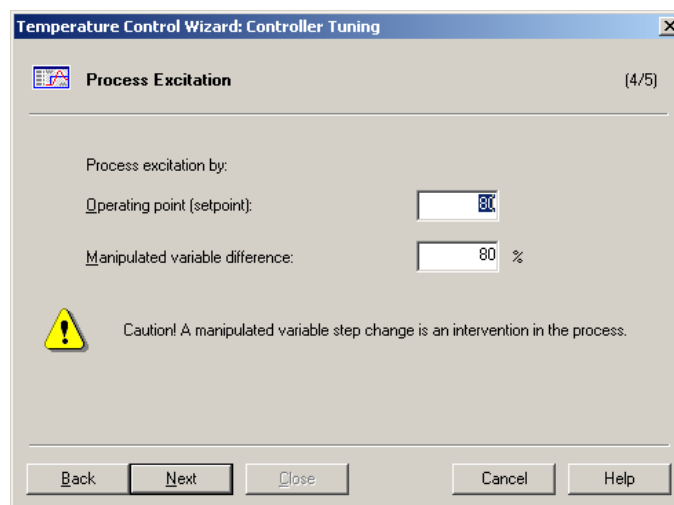 Temperature Control Wizard: Controller Tuning
Process Excitation (4/5)
Process excitation by:
Operating point (setpoint): 80
Manipulated variable difference: 80 %
Caution! A manipulated variable step change is an intervention in the process.
Back Next Close Cancel Help